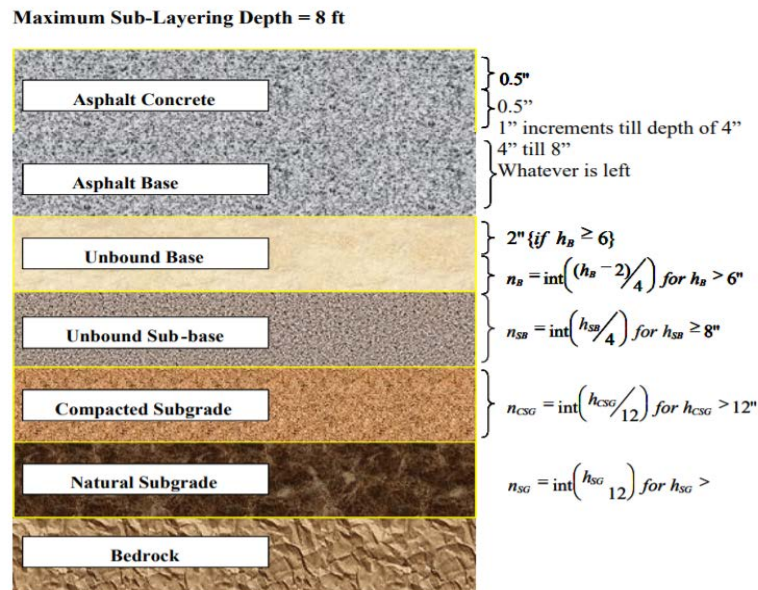 Maximum Sub-Layering Depth = 8 ft
Asphalt Concrete
0.5"
0.5”
1” increments till depth of 4”
4” till 8”
Whatever is left
Asphalt Base
2" {if h_B ≥ 6}
Unbound Base
n_B = int((h_B − 2)/4) for h_B > 6"
Unbound Sub-base
n_SB = int(h_SB/4) for h_SB ≥ 8"
Compacted Subgrade
n_CSG = int(h_CSG/12) for h_CSG > 12"
Natural Subgrade
n_SG = int(h_SG 12) for h_SG >
Bedrock